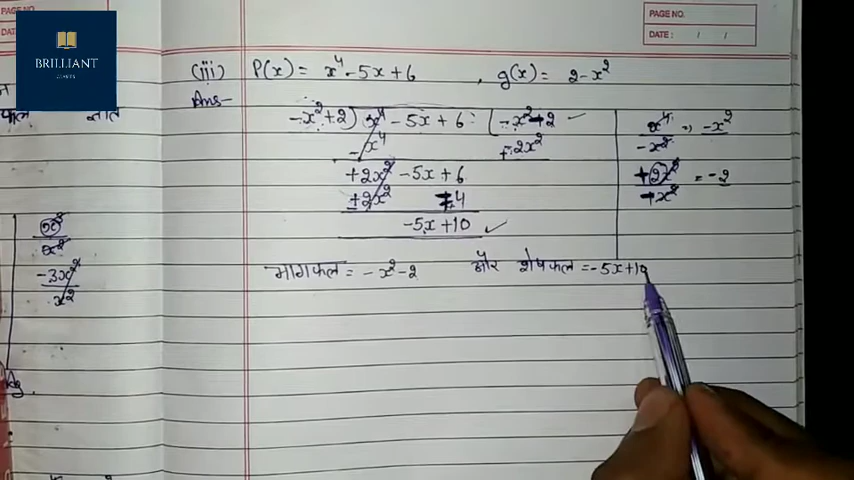 PAGE NO.
DATE : / /
BRILLIANT
(iii) P(x) = x⁴ - 5x + 6 , g(x) = 2 - x²
Ans-
-x² + 2 ) x⁴ - 5x + 6 ( -x² - 2
- x⁴ 2x²
+2x² - 5x + 6
+2x² 4
-5x + 10
x⁴ = -x²
-x²
+2x² = -2
-x²
-3x²
x²
भागफल = -x² - 2 और शेषफल = -5x + 10